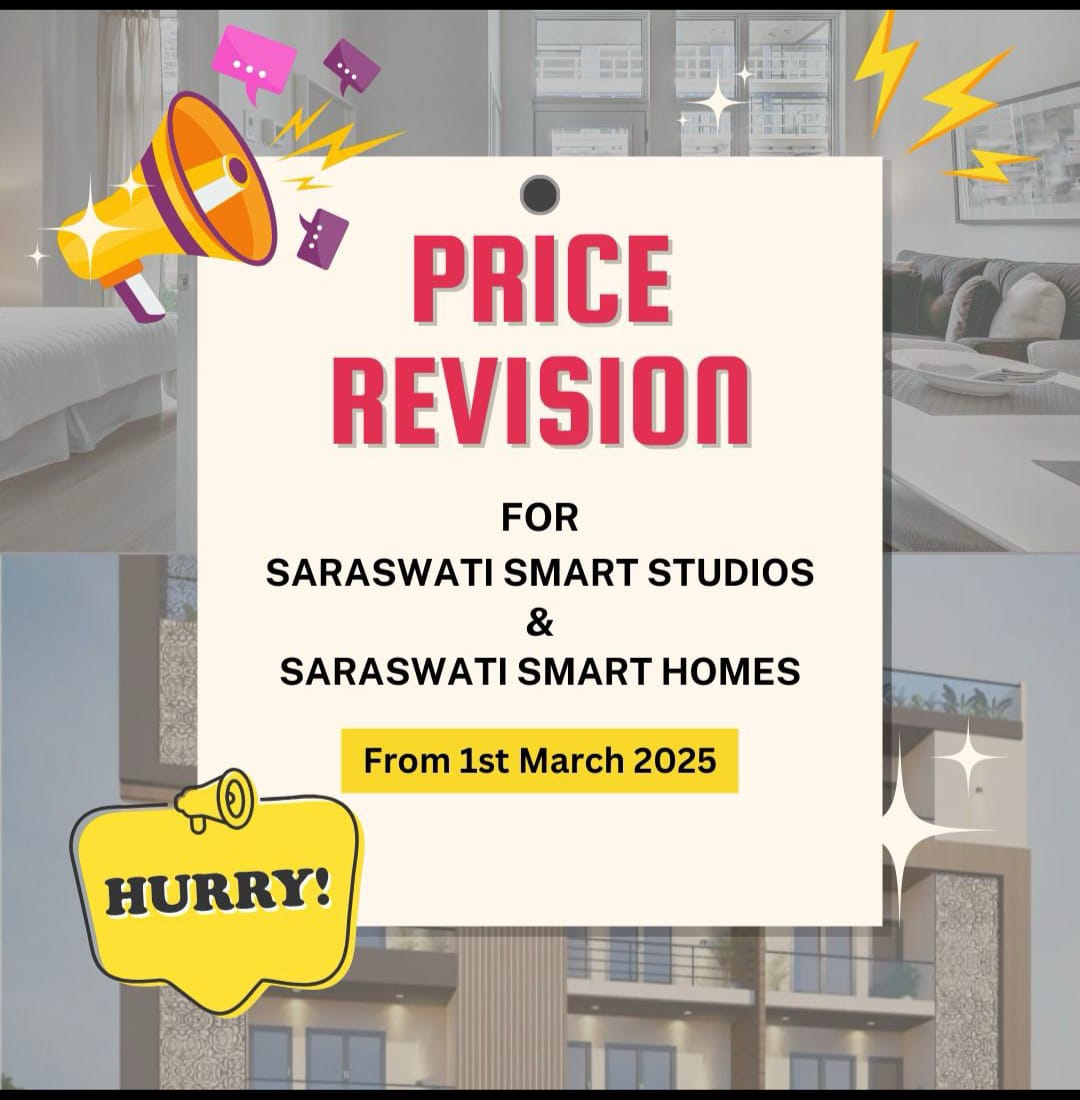 PRICE
REVISION
FOR
SARASWATI SMART STUDIOS
&
SARASWATI SMART HOMES
From 1st March 2025
HURRY!